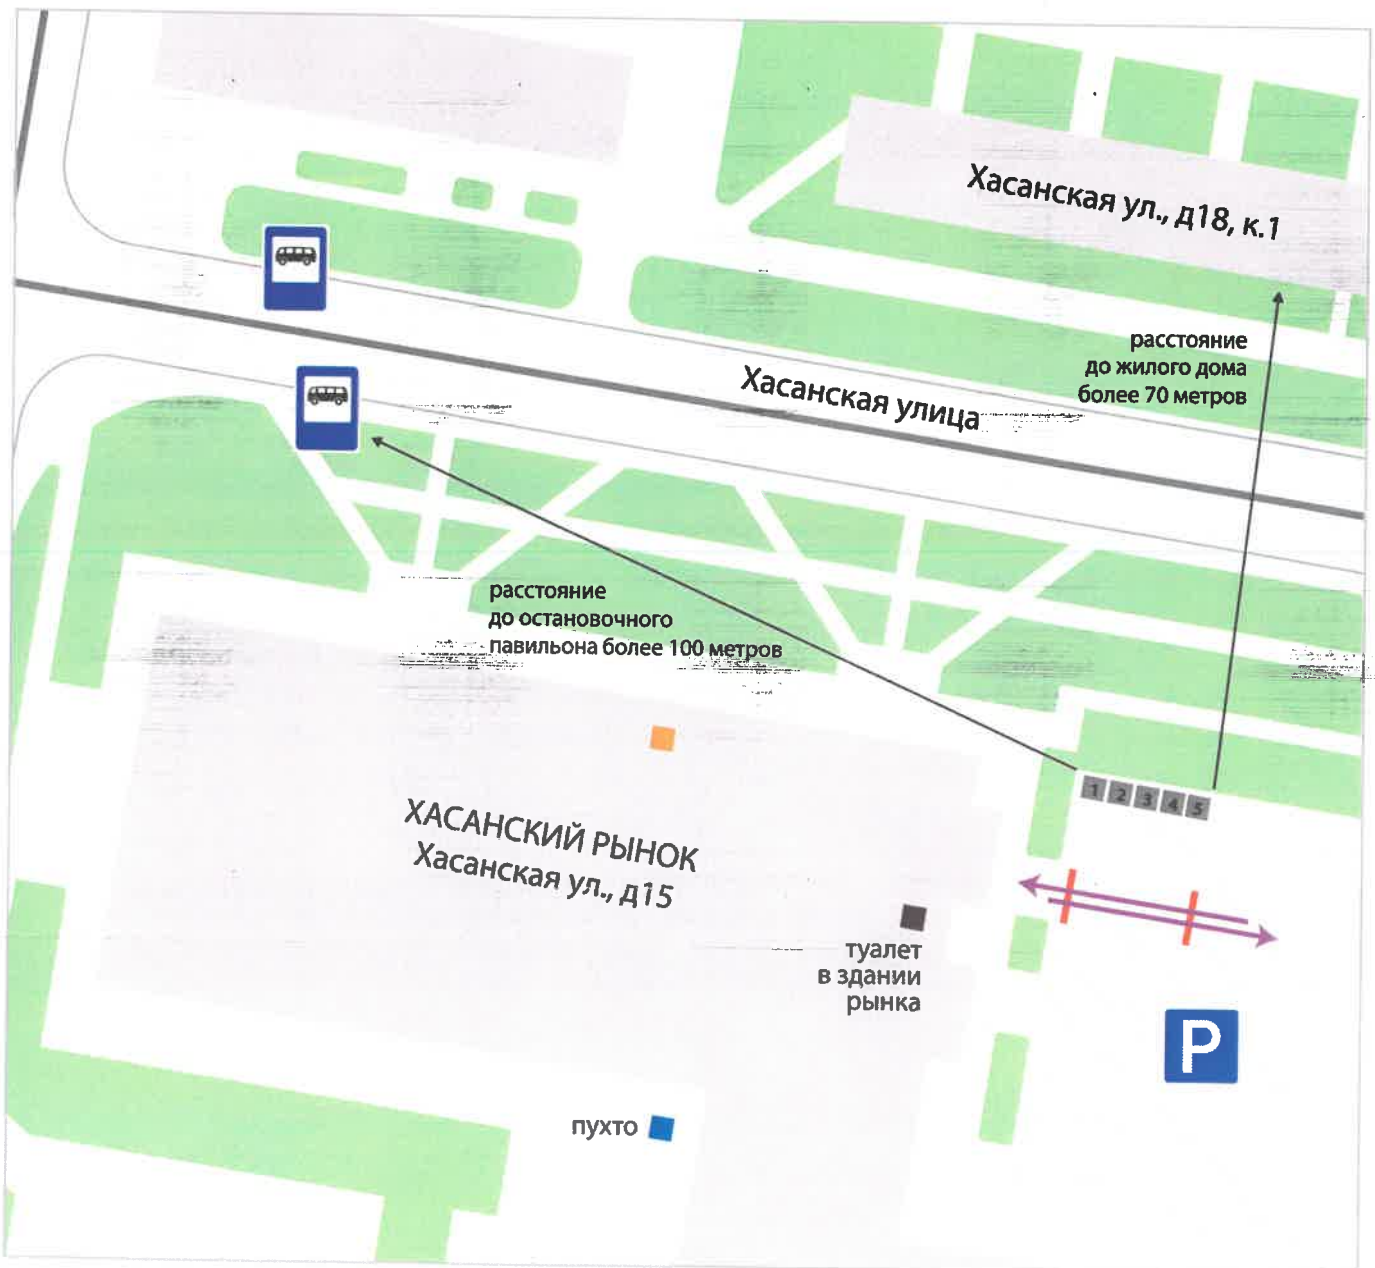 Хасанская ул., д18, к.1
расстояние
до жилого дома
более 70 метров
Хасанская улица
расстояние
до остановочного
павильона более 100 метров
1 2 3 4 5
ХАСАНСКИЙ РЫНОК
Хасанская ул., д15
туалет
в здании
рынка
P
пухто